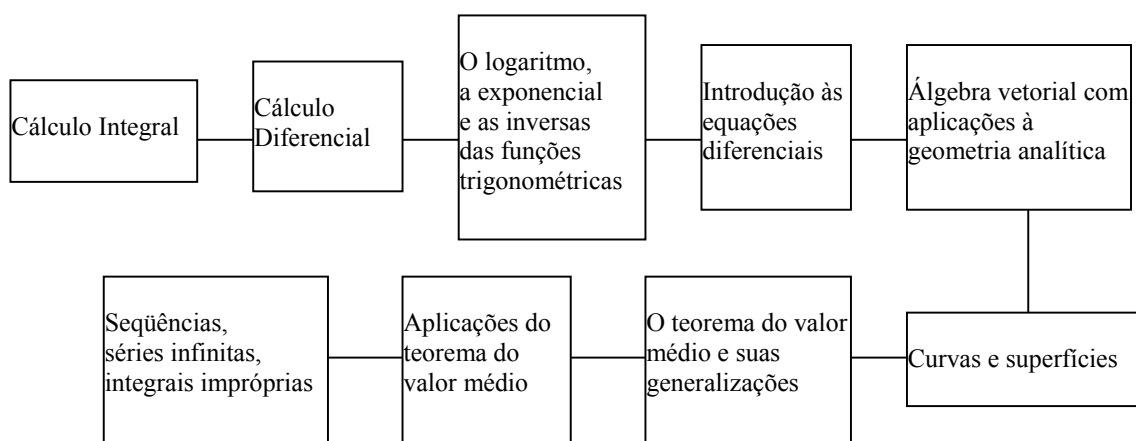 Cálculo Integral
Cálculo
Diferencial
O logaritmo,
a exponencial
e as inversas
das funções
trigonométricas
Introdução às
equações
diferenciais
Álgebra vetorial com
aplicações à
geometria analítica
Seqüências,
séries infinitas,
integrais impróprias
Aplicações do
teorema do
valor médio
O teorema do valor
médio e suas
generalizações
Curvas e superfícies